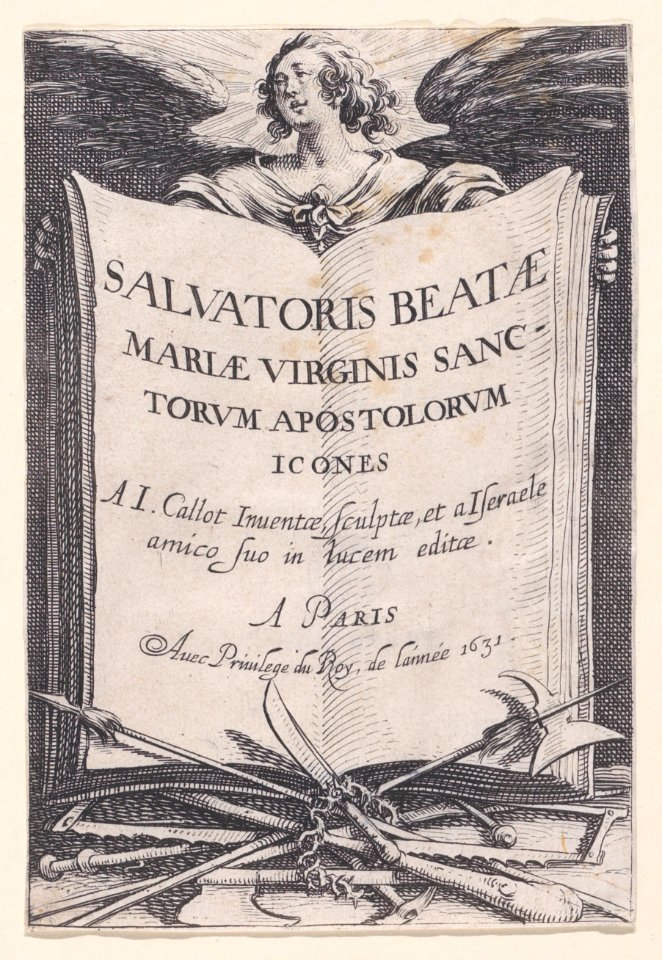 SALVATORIS BEATÆ
MARIÆ VIRGINIS SANC-
TORVM APOSTOLORVM
ICONES
A I. Callot Inuentæ, ſculptæ, et a Iſeraele
amico ſuo in lucem editæ.
A PARIS
Auec Priuilege du Roy, de l'année 1631.